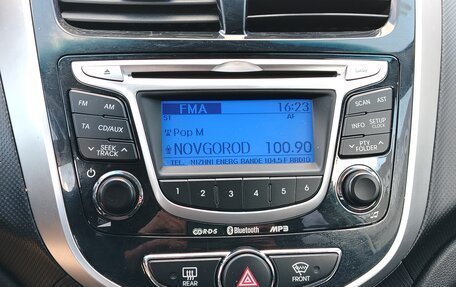 FMA 16:23
ST AF
Pop M
NOVGOROD 100.90
TEL. NIZHNI ENERG RANDE 104.5 F RRDIO
FM AM
TA CD/AUX
SEEK TRACK
SCAN AST
INFO SETUP CLOCK
PTY FOLDER
1 2 3 4 5 6
RDS Bluetooth MP3
REAR FRONT